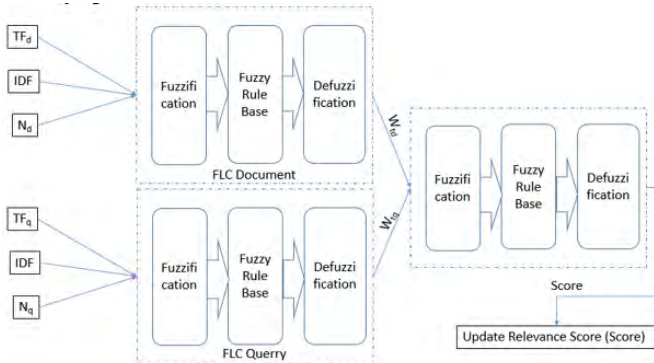 TFd
IDF
Nd
Fuzzifi
cation
Fuzzy
Rule
Base
Defuzzi
fication
FLC Document
Wtd
TFq
IDF
Nq
Fuzzifi
cation
Fuzzy
Rule
Base
Defuzzi
fication
FLC Querry
Wtq
Fuzzifi
cation
Fuzzy
Rule
Base
Defuzzi
fication
Score
Update Relevance Score (Score)